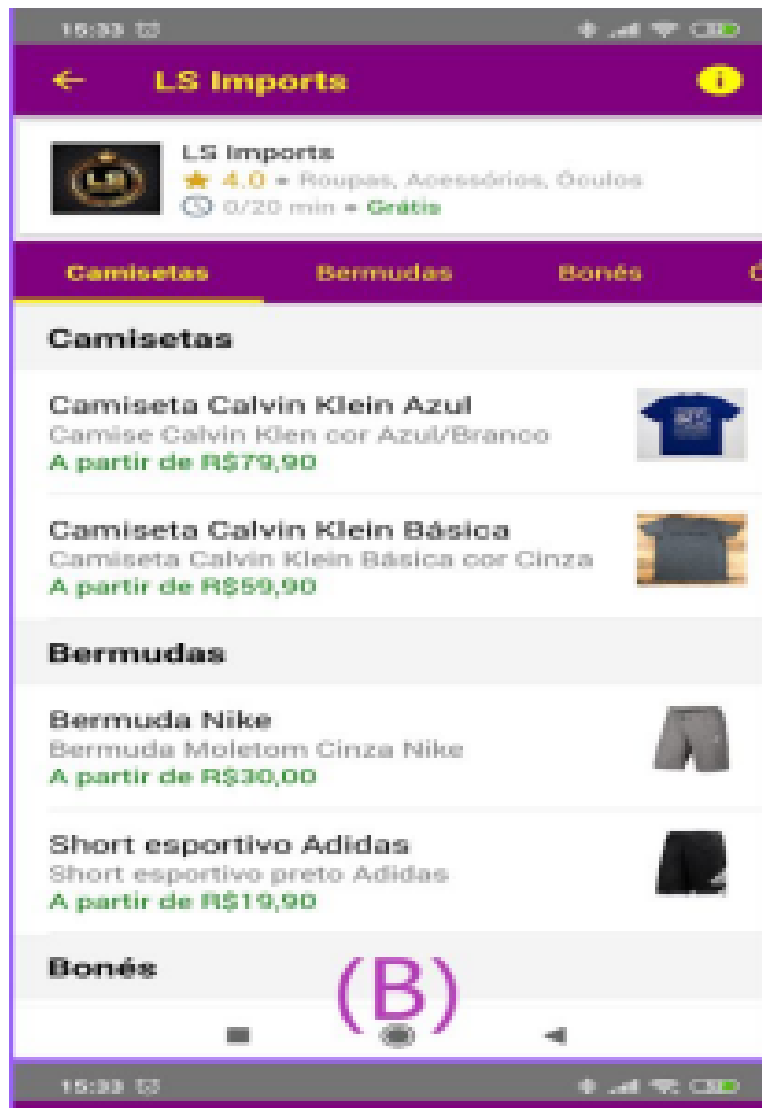 15:33
LS Imports
i
LS
LS Imports
4.0 • Roupas, Acessórios, Óculos
0/20 min • Grátis
Camisetas Bermudas Bonés Ó
Camisetas
Camiseta Calvin Klein Azul
Camise Calvin Klen cor Azul/Branco
A partir de R$79,90
Camiseta Calvin Klein Básica
Camiseta Calvin Klein Básica cor Cinza
A partir de R$59,90
Bermudas
Bermuda Nike
Bermuda Moletom Cinza Nike
A partir de R$30,00
Short esportivo Adidas
Short esportivo preto Adidas
A partir de R$19,90
Bonés
(B)
15:33